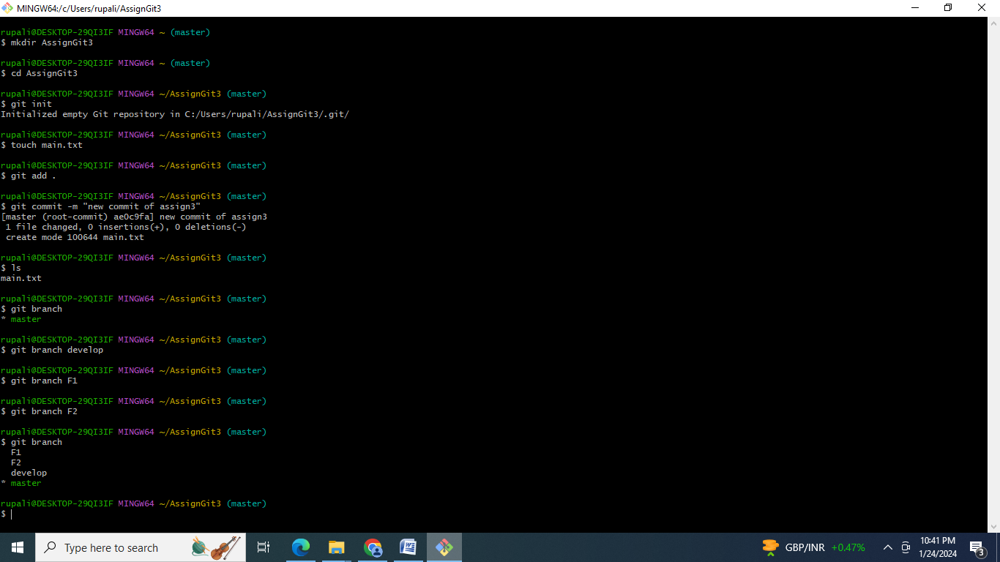 MINGW64:/c/Users/rupali/AssignGit3
rupali@DESKTOP-29QI3IF MINGW64 ~ (master)
$ mkdir AssignGit3
rupali@DESKTOP-29QI3IF MINGW64 ~ (master)
$ cd AssignGit3
rupali@DESKTOP-29QI3IF MINGW64 ~/AssignGit3 (master)
$ git init
Initialized empty Git repository in C:/Users/rupali/AssignGit3/.git/
rupali@DESKTOP-29QI3IF MINGW64 ~/AssignGit3 (master)
$ touch main.txt
rupali@DESKTOP-29QI3IF MINGW64 ~/AssignGit3 (master)
$ git add .
rupali@DESKTOP-29QI3IF MINGW64 ~/AssignGit3 (master)
$ git commit -m "new commit of assign3"
[master (root-commit) ae0c9fa] new commit of assign3
 1 file changed, 0 insertions(+), 0 deletions(-)
 create mode 100644 main.txt
rupali@DESKTOP-29QI3IF MINGW64 ~/AssignGit3 (master)
$ ls
main.txt
rupali@DESKTOP-29QI3IF MINGW64 ~/AssignGit3 (master)
$ git branch
* master
rupali@DESKTOP-29QI3IF MINGW64 ~/AssignGit3 (master)
$ git branch develop
rupali@DESKTOP-29QI3IF MINGW64 ~/AssignGit3 (master)
$ git branch F1
rupali@DESKTOP-29QI3IF MINGW64 ~/AssignGit3 (master)
$ git branch F2
rupali@DESKTOP-29QI3IF MINGW64 ~/AssignGit3 (master)
$ git branch
  F1
  F2
  develop
* master
rupali@DESKTOP-29QI3IF MINGW64 ~/AssignGit3 (master)
$
Type here to search
GBP/INR +0.47%
10:41 PM
1/24/2024
3